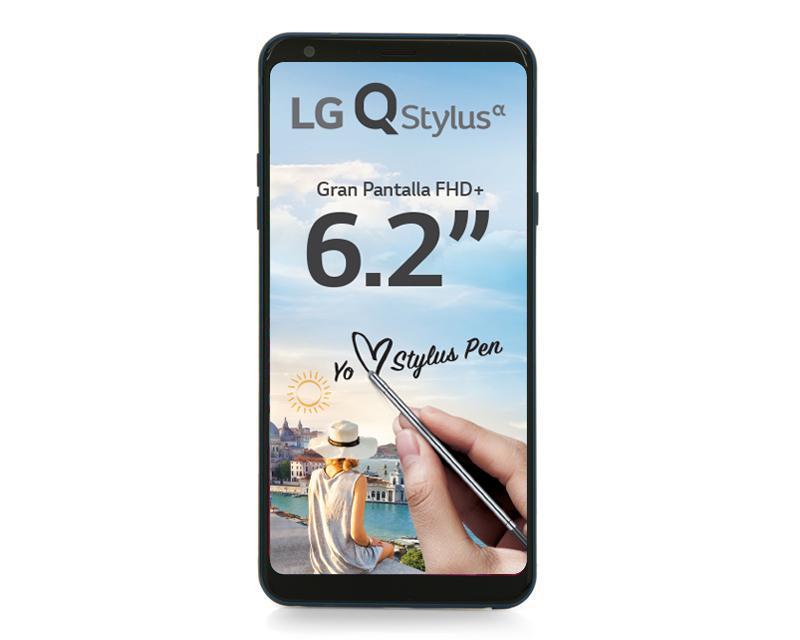 LG Q Stylusα
Gran Pantalla FHD+
6.2”
Yo Stylus Pen